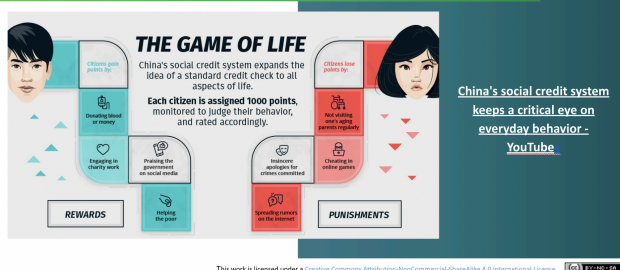 THE GAME OF LIFE
China's social credit system expands the
idea of a standard credit check to all
aspects of life.
Each citizen is assigned 1000 points,
monitored to judge their behavior,
and rated accordingly.
Citizens gain
points by:
Donating blood
or money
Engaging in
charity work
Praising the
government
on social media
Helping
the poor
REWARDS
Citizens lose
points by:
Not visiting
one's aging
parents regularly
Insincere
apologies for
crimes committed
Cheating in
online games
Spreading rumors
on the internet
PUNISHMENTS
China's social credit system
keeps a critical eye on
everyday behavior -
YouTube
This work is licensed under a Creative Commons Attribution-NonCommercial-ShareAlike 4.0 International License
CC BY-NC-SA